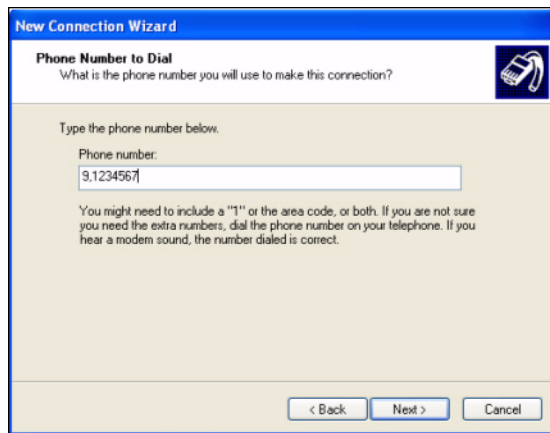 New Connection Wizard
Phone Number to Dial
What is the phone number you will use to make this connection?
Type the phone number below.
Phone number:
9,1234567
You might need to include a "1" or the area code, or both. If you are not sure
you need the extra numbers, dial the phone number on your telephone. If you
hear a modem sound, the number dialed is correct.
< Back
Next >
Cancel